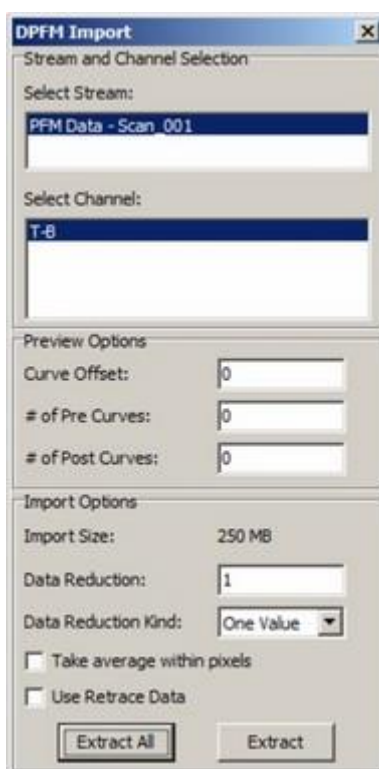 DPFM Import
Stream and Channel Selection
Select Stream:
PFM Data - Scan_001
Select Channel:
T-B
Preview Options
Curve Offset: 0
# of Pre Curves: 0
# of Post Curves: 0
Import Options
Import Size: 250 MB
Data Reduction: 1
Data Reduction Kind: One Value
Take average within pixels
Use Retrace Data
Extract All Extract